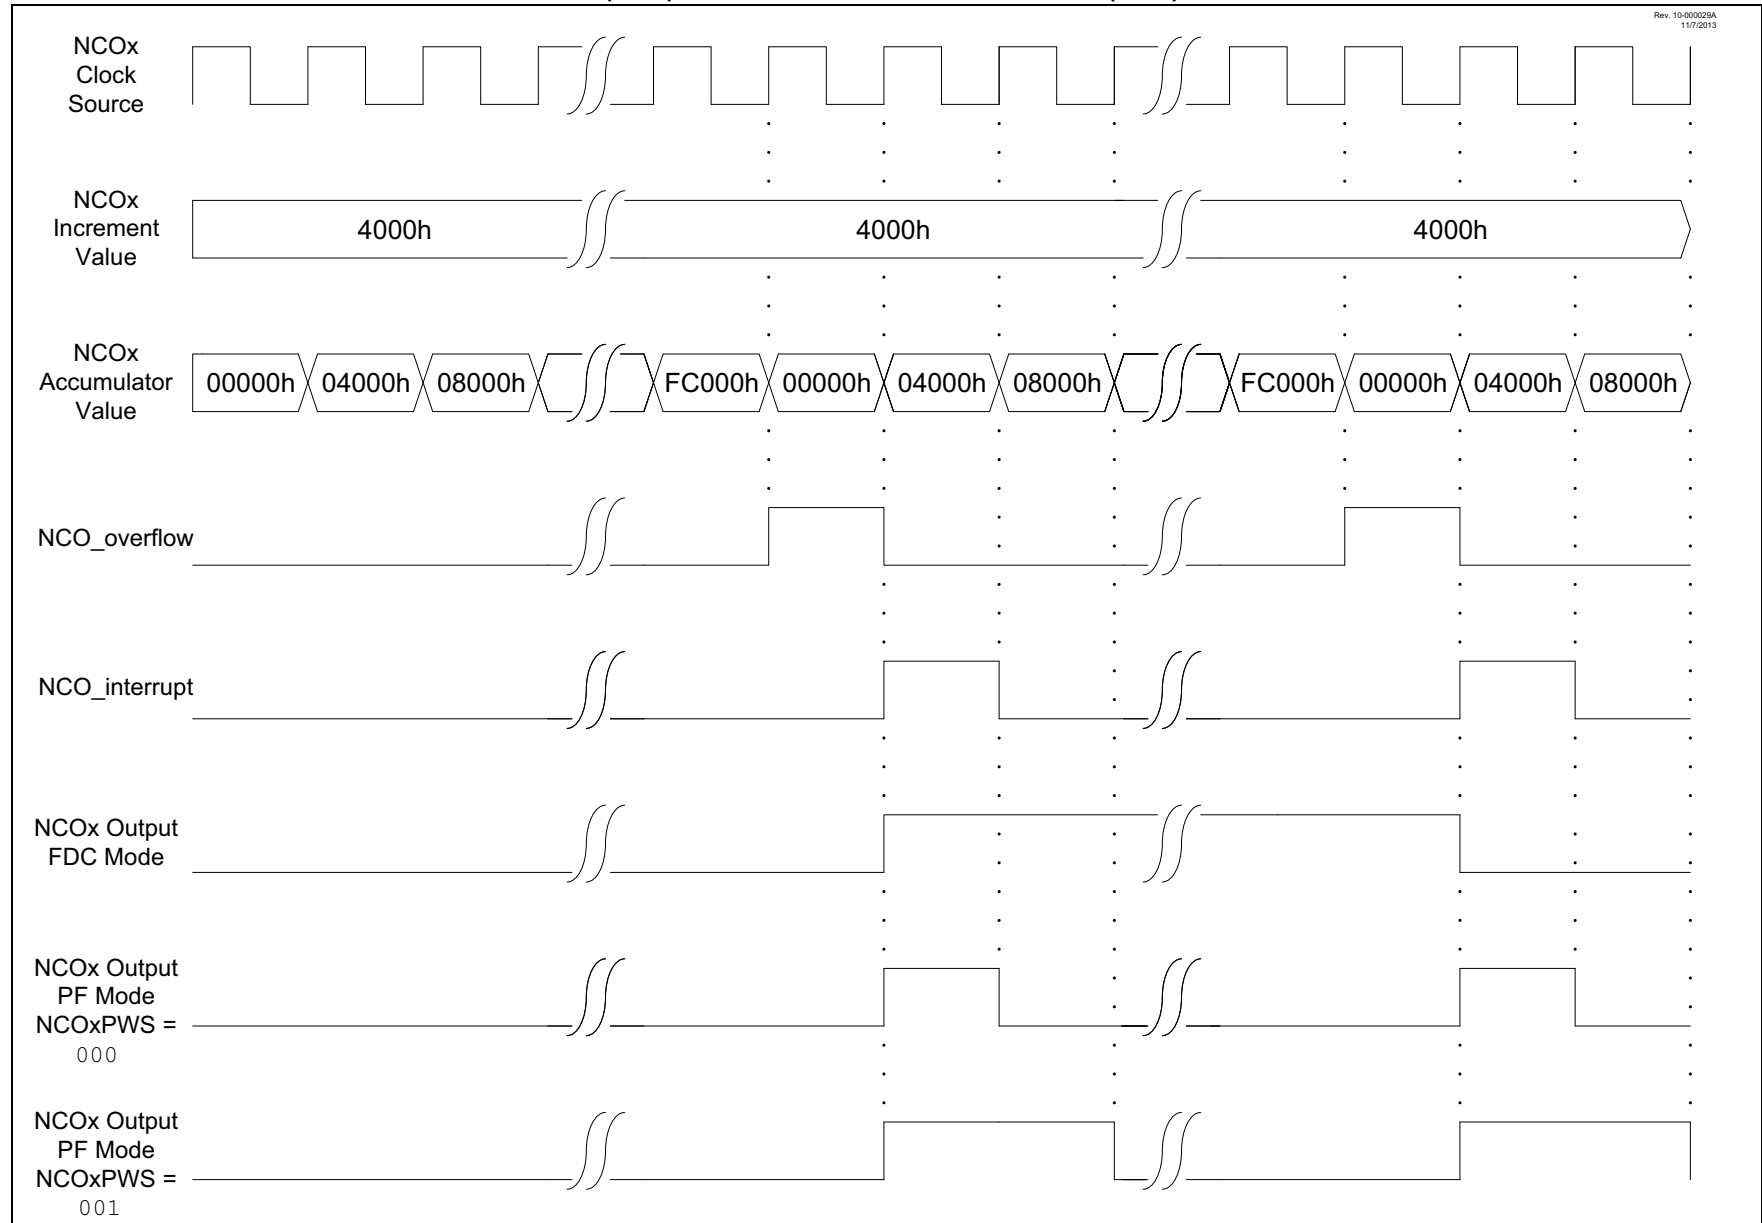 Rev. 10-000029A
11/7/2013
NCOx
Clock
Source
NCOx
Increment
Value
4000h
4000h
4000h
NCOx
Accumulator
Value
00000h
04000h
08000h
FC000h
00000h
04000h
08000h
FC000h
00000h
04000h
08000h
NCO_overflow
NCO_interrupt
NCOx Output
FDC Mode
NCOx Output
PF Mode
NCOxPWS =
000
NCOx Output
PF Mode
NCOxPWS =
001